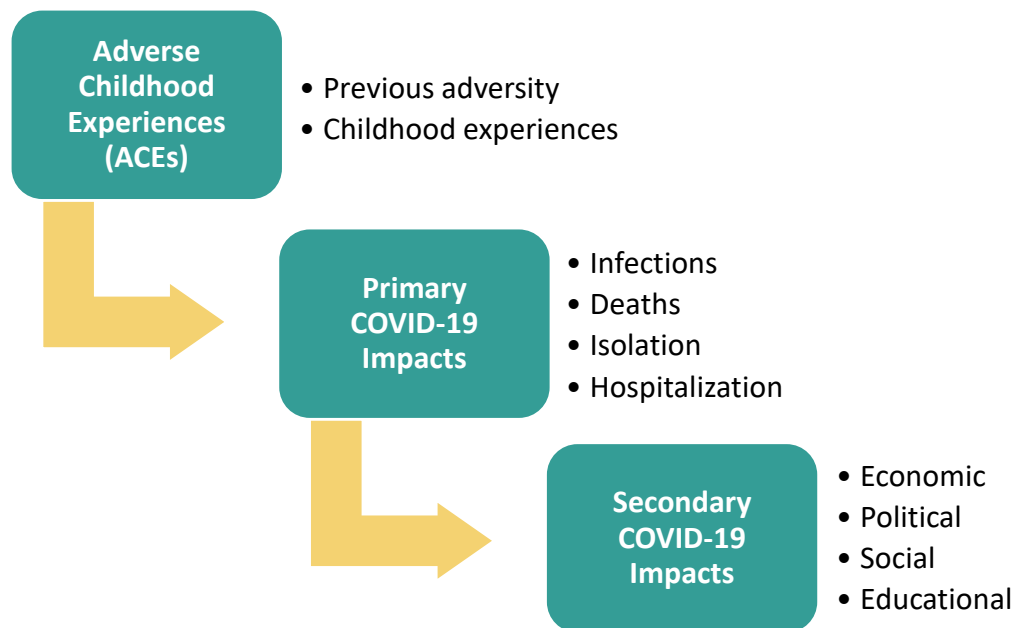 Adverse
Childhood
Experiences
(ACEs)
• Previous adversity
• Childhood experiences
Primary
COVID-19
Impacts
• Infections
• Deaths
• Isolation
• Hospitalization
Secondary
COVID-19
Impacts
• Economic
• Political
• Social
• Educational